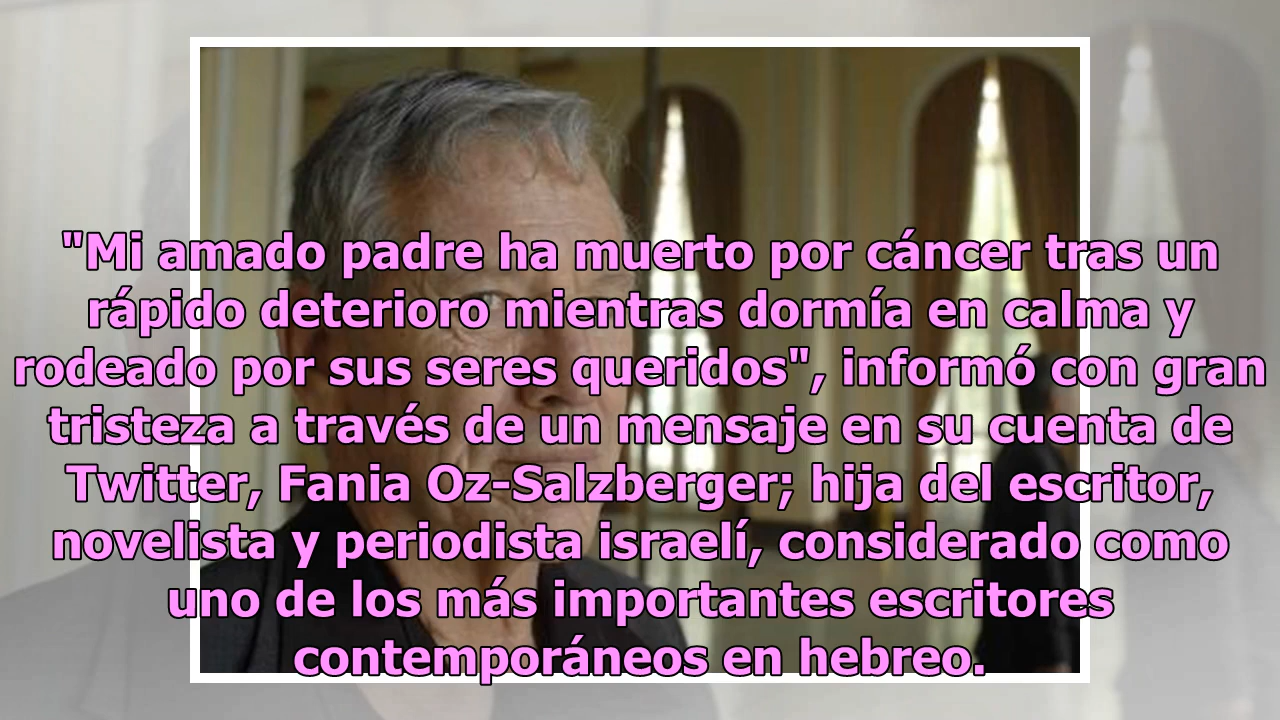 "Mi amado padre ha muerto por cáncer tras un
rápido deterioro mientras dormía en calma y
rodeado por sus seres queridos", informó con gran
tristeza a través de un mensaje en su cuenta de
Twitter, Fania Oz-Salzberger; hija del escritor,
novelista y periodista israelí, considerado como
uno de los más importantes escritores
contemporáneos en hebreo.